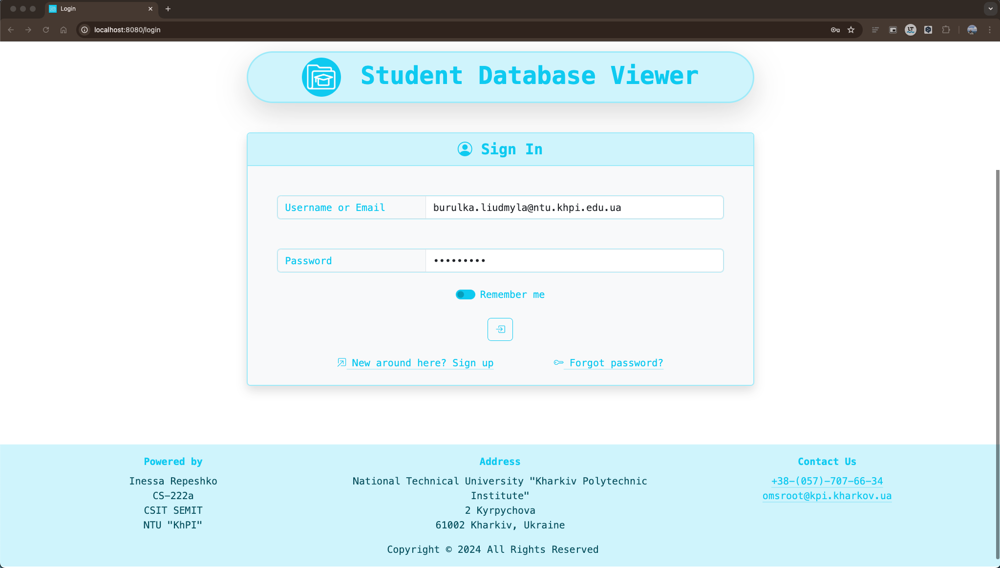 Login
localhost:8080/login
LT
Student Database Viewer
Sign In
Username or Email burulka.liudmyla@ntu.khpi.edu.ua
Password •••••••••
Remember me
New around here? Sign up Forgot password?
Powered by
Inessa Repeshko
CS-222a
CSIT SEMIT
NTU "KhPI"
Address
National Technical University "Kharkiv Polytechnic
Institute"
2 Kyrpychova
61002 Kharkiv, Ukraine
Contact Us
+38-(057)-707-66-34
omsroot@kpi.kharkov.ua
Copyright © 2024 All Rights Reserved